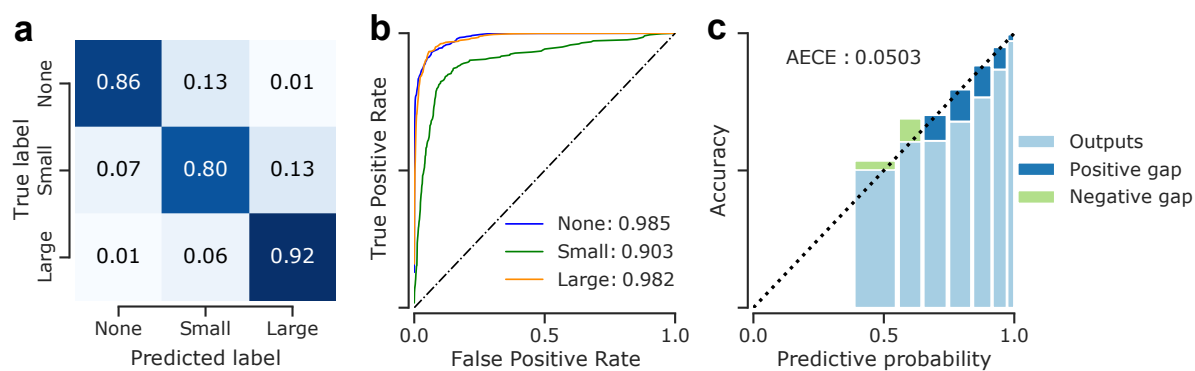 a
True label
None
Small
Large
0.86 0.13 0.01
0.07 0.80 0.13
0.01 0.06 0.92
None Small Large
Predicted label
b
True Positive Rate
None: 0.985
Small: 0.903
Large: 0.982
0.0 0.5 1.0
False Positive Rate
c
AECE : 0.0503
Accuracy
0.0 0.5 1.0
Predictive probability
Outputs
Positive gap
Negative gap